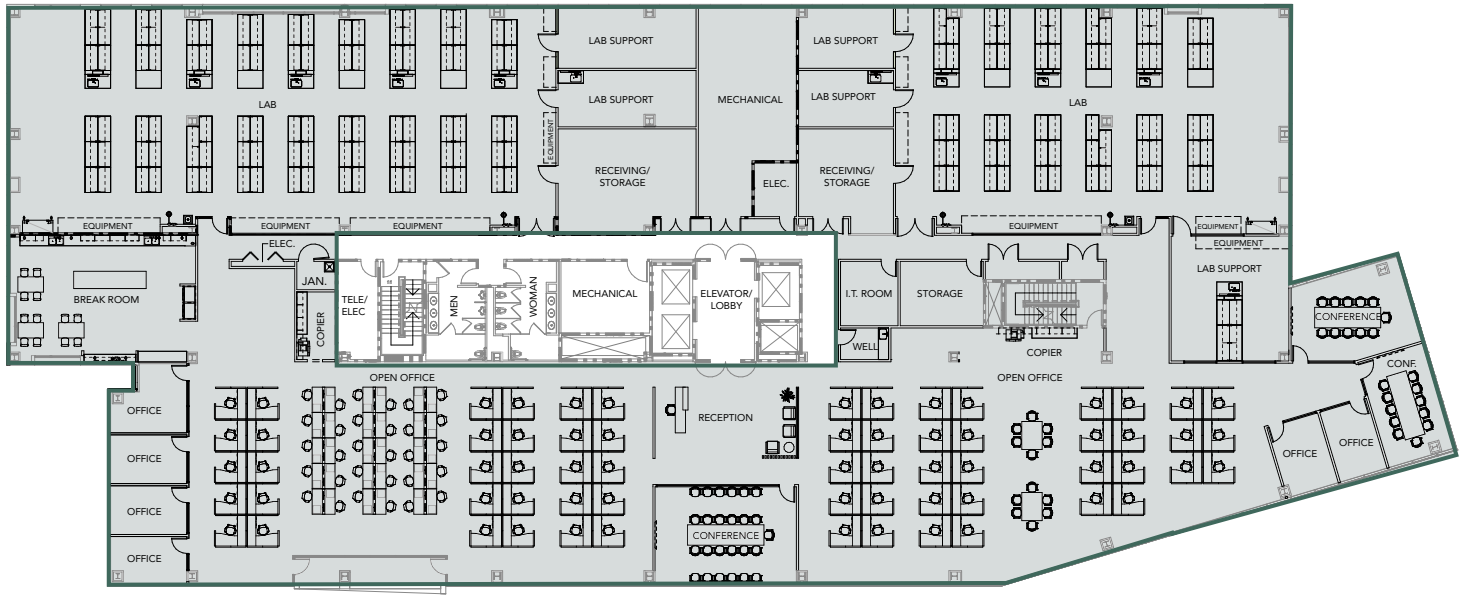 LAB SUPPORT
LAB SUPPORT
LAB SUPPORT
LAB SUPPORT
MECHANICAL
LAB
LAB
EQUIPMENT
RECEIVING/
STORAGE
ELEC.
RECEIVING/
STORAGE
EQUIPMENT
EQUIPMENT
EQUIPMENT
EQUIPMENT
EQUIPMENT
EQUIPMENT
ELEC.
JAN.
BREAK ROOM
COPIER
TELE/
ELEC
MEN
WOMAN
MECHANICAL
ELEVATOR/
LOBBY
I.T. ROOM
STORAGE
LAB SUPPORT
WELL
COPIER
CONFERENCE
CONF.
OPEN OFFICE
OPEN OFFICE
OFFICE
RECEPTION
OFFICE
OFFICE
OFFICE
OFFICE
OFFICE
CONFERENCE